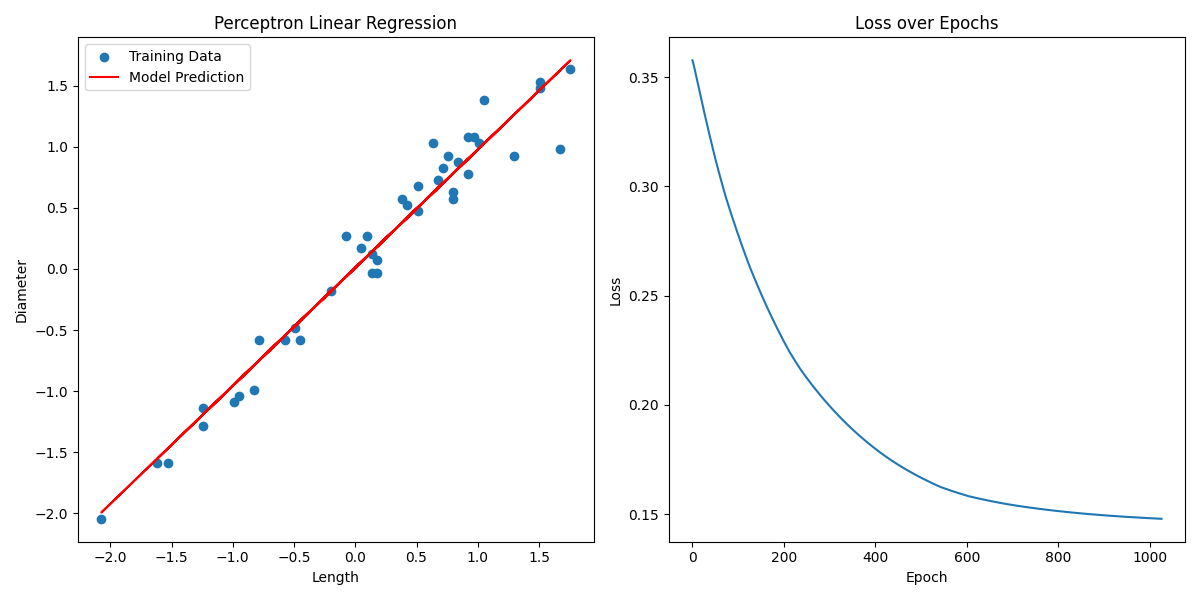 Perceptron Linear Regression
Training Data
Model Prediction
1.5
1.0
0.5
0.0
−0.5
−1.0
−1.5
−2.0
Diameter
−2.0 −1.5 −1.0 −0.5 0.0 0.5 1.0 1.5
Length
Loss over Epochs
0.35
0.30
0.25
0.20
0.15
Loss
0 200 400 600 800 1000
Epoch